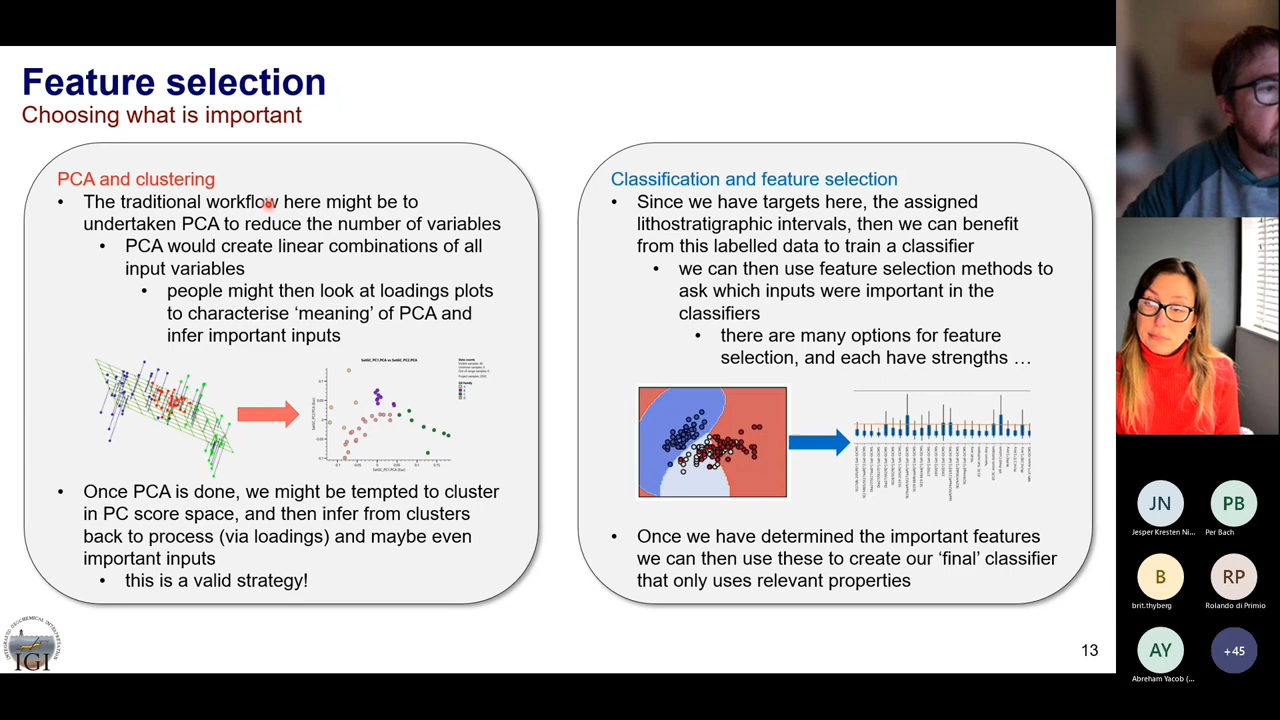 Feature selection
Choosing what is important
PCA and clustering
• The traditional workflow here might be to
undertaken PCA to reduce the number of variables
• PCA would create linear combinations of all
input variables
• people might then look at loadings plots
to characterise ‘meaning’ of PCA and
infer important inputs
• Once PCA is done, we might be tempted to cluster
in PC score space, and then infer from clusters
back to process (via loadings) and maybe even
important inputs
• this is a valid strategy!
Classification and feature selection
• Since we have targets here, the assigned
lithostratigraphic intervals, then we can benefit
from this labelled data to train a classifier
• we can then use feature selection methods to
ask which inputs were important in the
classifiers
• there are many options for feature
selection, and each have strengths …
• Once we have determined the important features
we can then use these to create our ‘final’ classifier
that only uses relevant properties
INTEGRATED GEOCHEMICAL INTERPRETATION
IGI
13
JN
Jesper Kresten Ni...
PB
Per Bach
B
brit.thyberg
RP
Rolando di Primio
AY
Abreham Yacob (...
+45